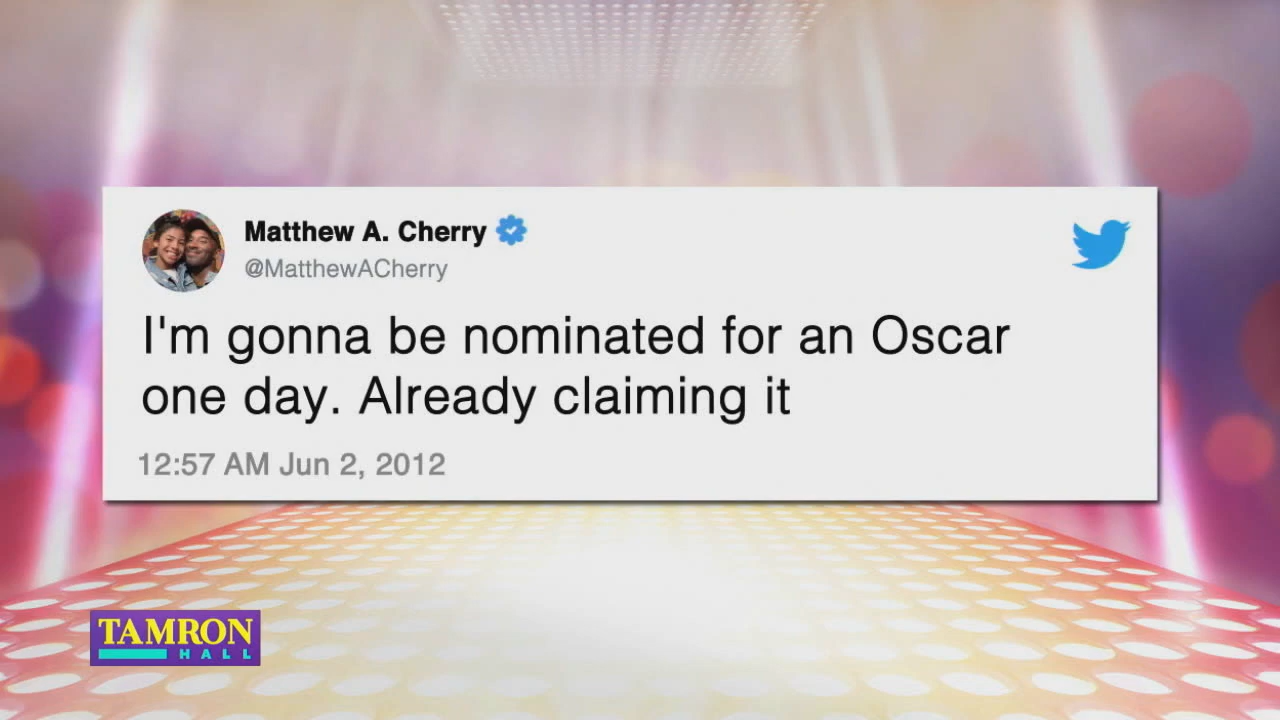 Matthew A. Cherry
@MatthewACherry
I'm gonna be nominated for an Oscar
one day. Already claiming it
12:57 AM Jun 2, 2012
TAMRON
HALL